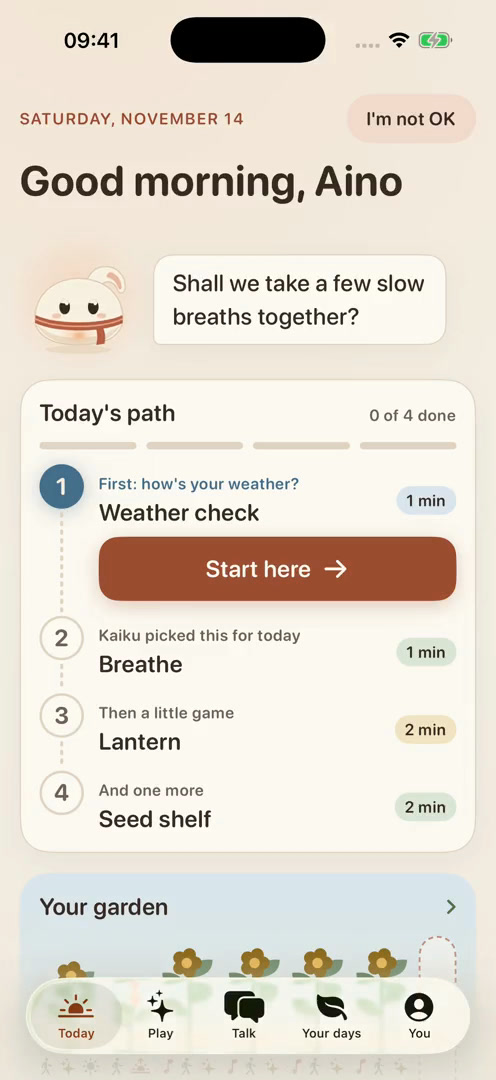 09:41
SATURDAY, NOVEMBER 14
I'm not OK
Good morning, Aino
Shall we take a few slow
breaths together?
Today's path
0 of 4 done
1
First: how's your weather?
Weather check
1 min
Start here →
2
Kaiku picked this for today
Breathe
1 min
3
Then a little game
Lantern
2 min
4
And one more
Seed shelf
2 min
Your garden
Today
Play
Talk
Your days
You